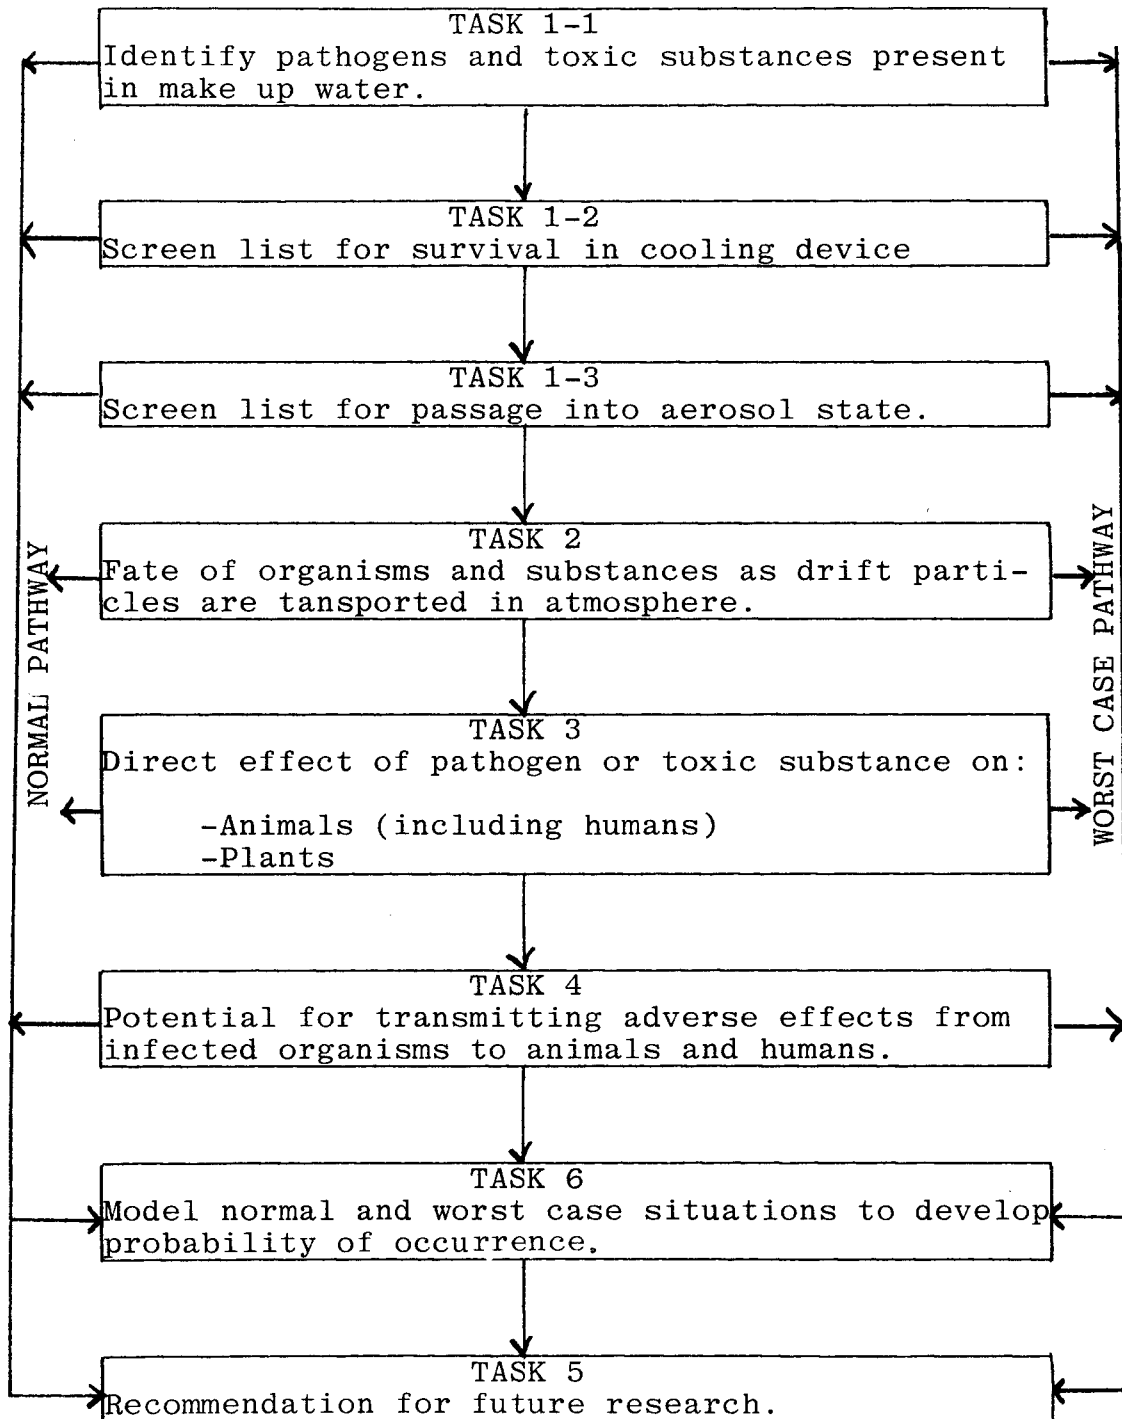 TASK 1-1
Identify pathogens and toxic substances present
in make up water.
TASK 1-2
Screen list for survival in cooling device
TASK 1-3
Screen list for passage into aerosol state.
TASK 2
Fate of organisms and substances as drift parti-
cles are tansported in atmosphere.
NORMAL PATHWAY
WORST CASE PATHWAY
TASK 3
Direct effect of pathogen or toxic substance on:
-Animals (including humans)
-Plants
TASK 4
Potential for transmitting adverse effects from
infected organisms to animals and humans.
TASK 6
Model normal and worst case situations to develop
probability of occurrence.
TASK 5
Recommendation for future research.